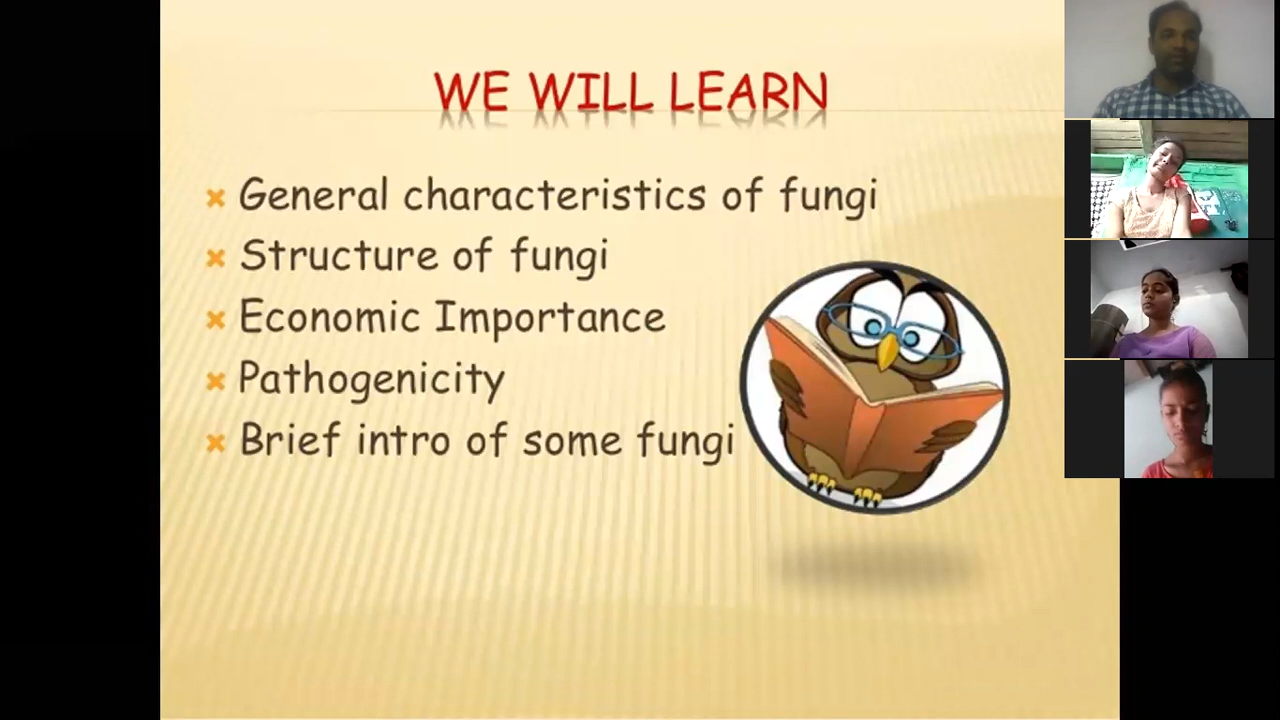 WE WILL LEARN
General characteristics of fungi
Structure of fungi
Economic Importance
Pathogenicity
Brief intro of some fungi